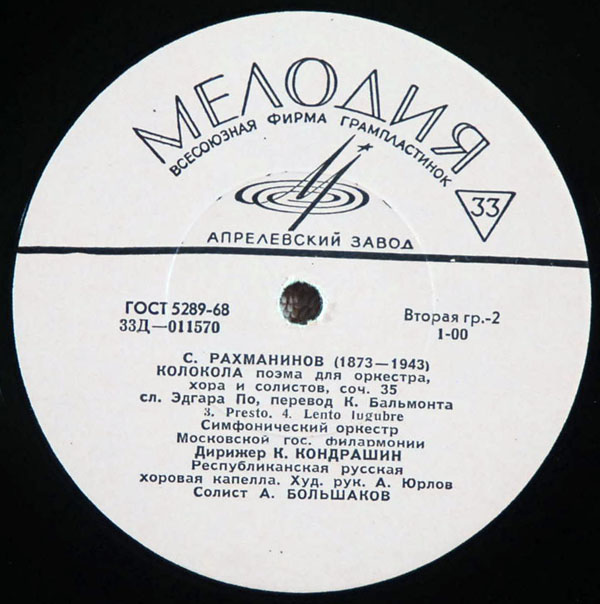 МЕЛОДИЯ
ВСЕСОЮЗНАЯ ФИРМА ГРАМПЛАСТИНОК
33
АПРЕЛЕВСКИЙ ЗАВОД
ГОСТ 5289-68
33Д—011570
Вторая гр.-2
1-00
С. РАХМАНИНОВ (1873—1943)
КОЛОКОЛА поэма для оркестра,
хора и солистов, соч. 35
сл. Эдгара По, перевод К. Бальмонта
3. Presto. 4. Lento lugubre
Симфонический оркестр
Московской гос. филармонии
Дирижер К. КОНДРАШИН
Республиканская русская
хоровая капелла. Худ. рук. А. Юрлов
Солист А. БОЛЬШАКОВ